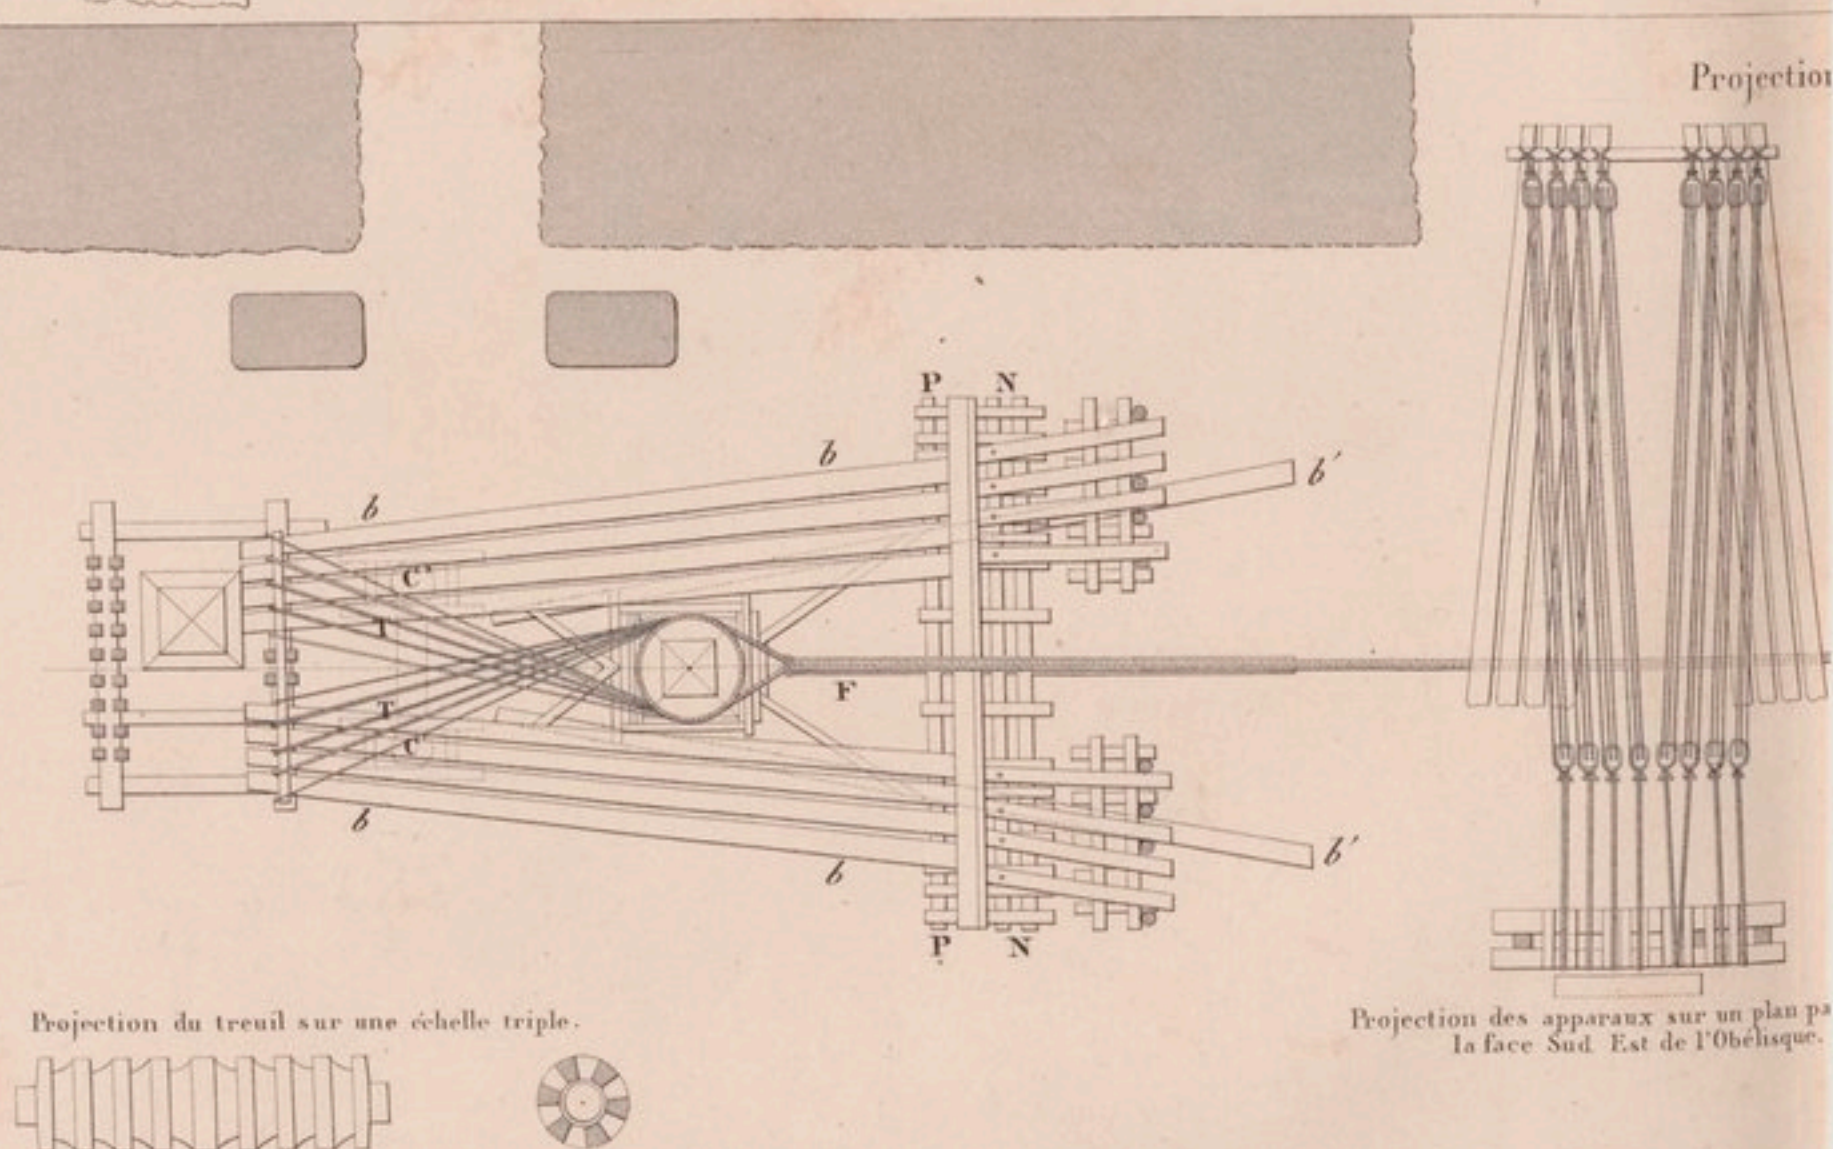 Projection
P N
b
b'
b
C'
T
F
T
C'
b'
b
b
P N
Projection du treuil sur une échelle triple.
Projection des apparaux sur un plan pa
la face Sud Est de l'Obélisque.